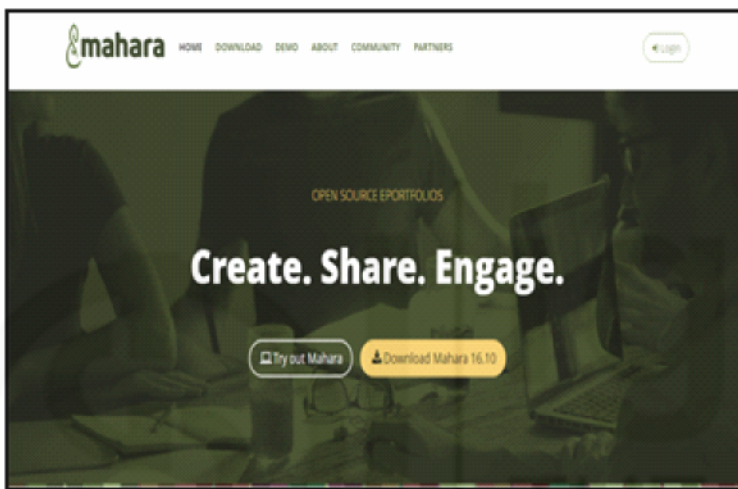 mahara HOME DOWNLOAD DEMO ABOUT COMMUNITY PARTNERS Login
OPEN SOURCE EPORTFOLIOS
Create. Share. Engage.
Try out Mahara Download Mahara 16.10